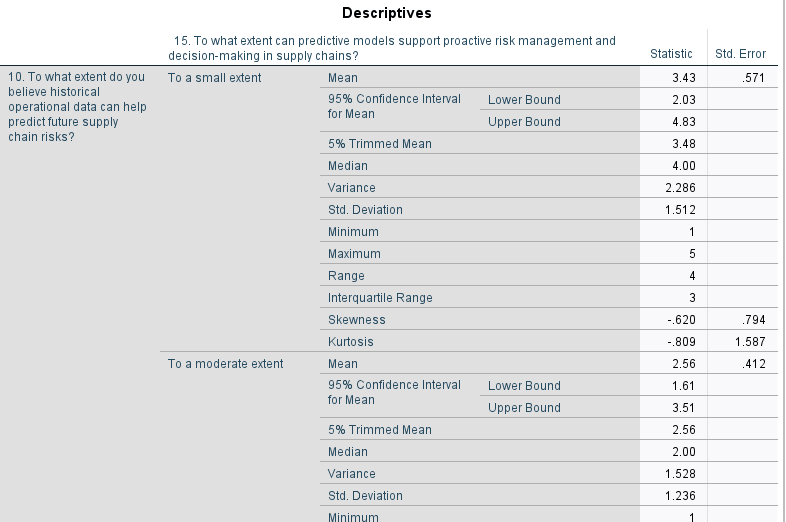 Descriptives
15. To what extent can predictive models support proactive risk management and
decision-making in supply chains? Statistic Std. Error
10. To what extent do you
believe historical
operational data can help
predict future supply
chain risks?
To a small extent Mean 3.43 .571
95% Confidence Interval
for Mean
Lower Bound 2.03
Upper Bound 4.83
5% Trimmed Mean 3.48
Median 4.00
Variance 2.286
Std. Deviation 1.512
Minimum 1
Maximum 5
Range 4
Interquartile Range 3
Skewness -.620 .794
Kurtosis -.809 1.587
To a moderate extent Mean 2.56 .412
95% Confidence Interval
for Mean
Lower Bound 1.61
Upper Bound 3.51
5% Trimmed Mean 2.56
Median 2.00
Variance 1.528
Std. Deviation 1.236
Minimum 1